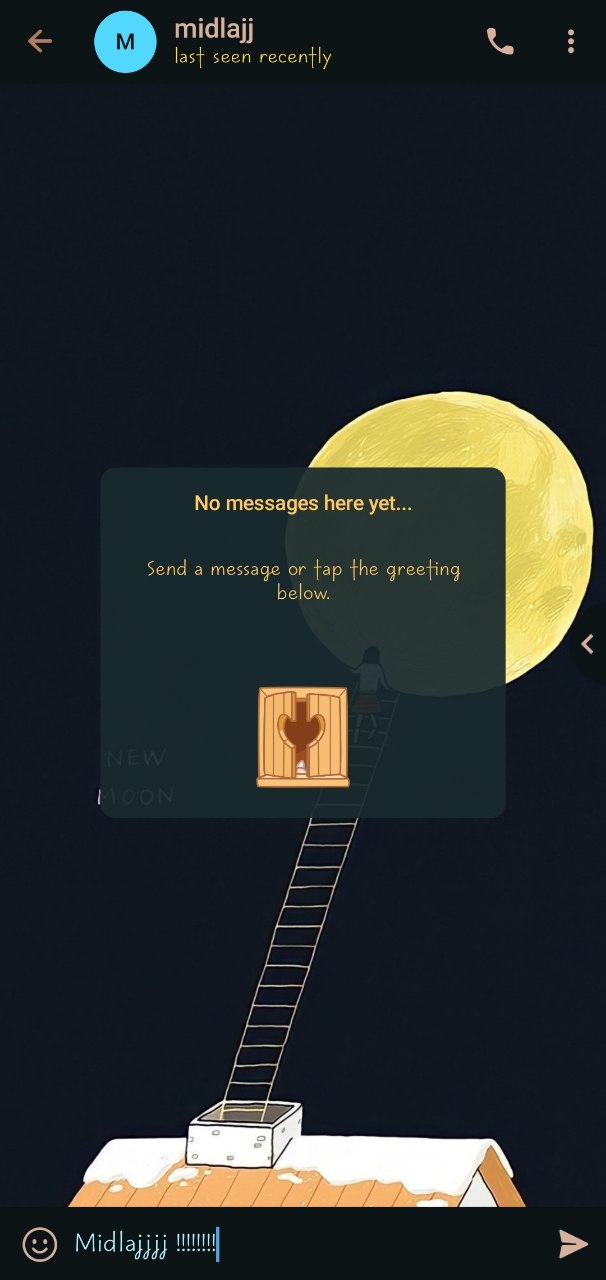 M
midlajj
last seen recently
No messages here yet...
Send a message or tap the greeting
below.
NEW
MOON
Midlajjjj !!!!!!!!